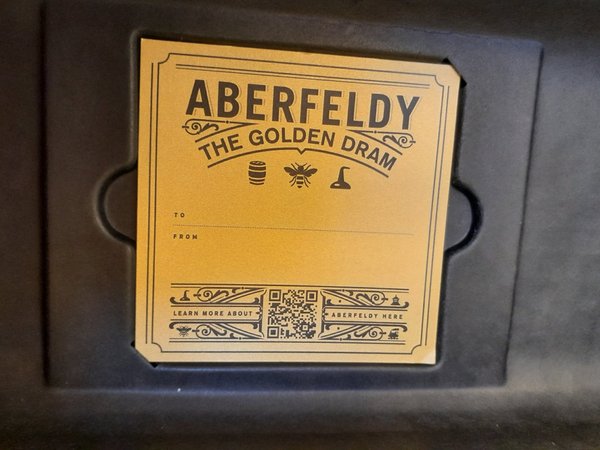 ABERFELDY
THE GOLDEN DRAM
TO
FROM
LEARN MORE ABOUT ABERFELDY HERE